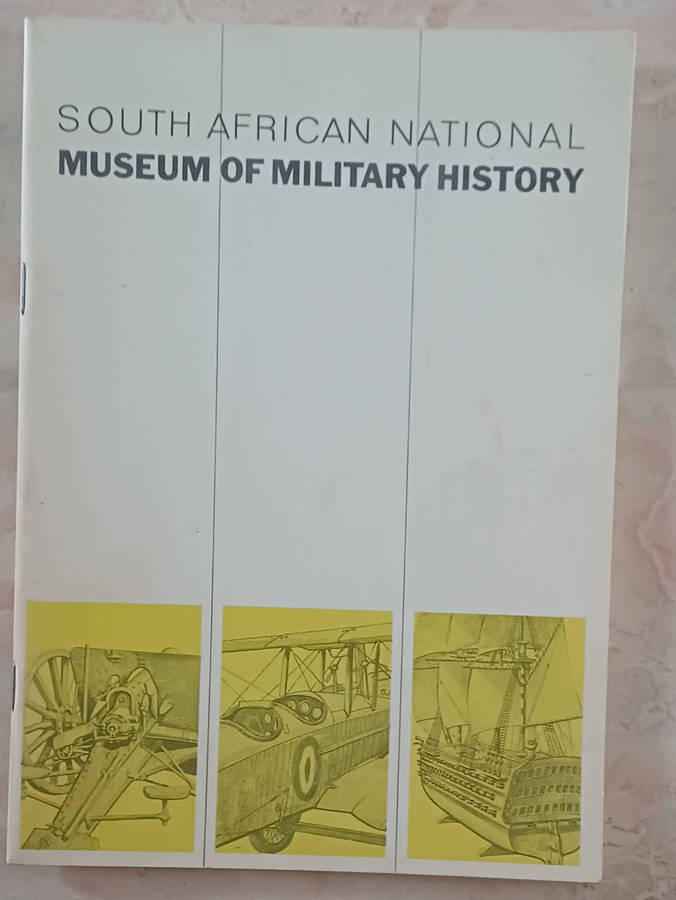 SOUTH AFRICAN NATIONAL
MUSEUM OF MILITARY HISTORY